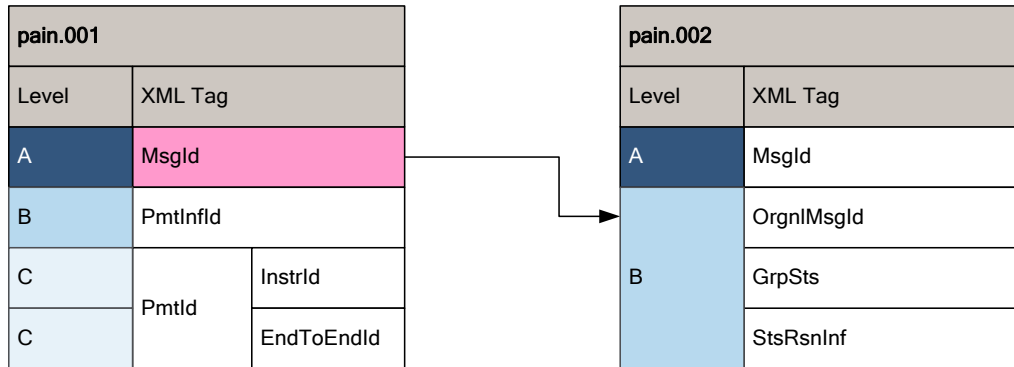 pain.001
Level XML Tag
A MsgId
B PmtInfId
C PmtId InstrId
C EndToEndId
pain.002
Level XML Tag
A MsgId
B OrgnlMsgId
GrpSts
StsRsnInf